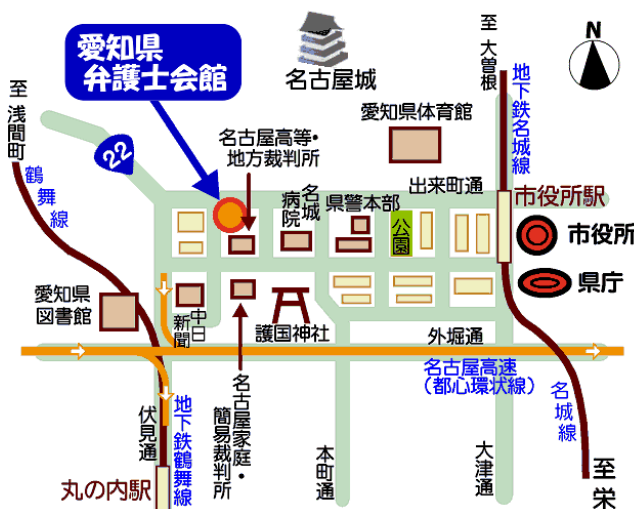 愛知県
弁護士会館
名古屋城
至
大曽根
N
地下鉄名城線
至
浅間町
22
鶴舞線
愛知県体育館
名古屋高等・
地方裁判所
名城
病院
県警本部
出来町通
市役所駅
公園
市役所
県庁
愛知県
図書館
中日
新聞
護国神社
外堀通
名古屋高速
(都心環状線)
名城線
伏見通
地下鉄鶴舞線
名古屋家庭・
簡易裁判所
本町通
大津通
丸の内駅
至
栄